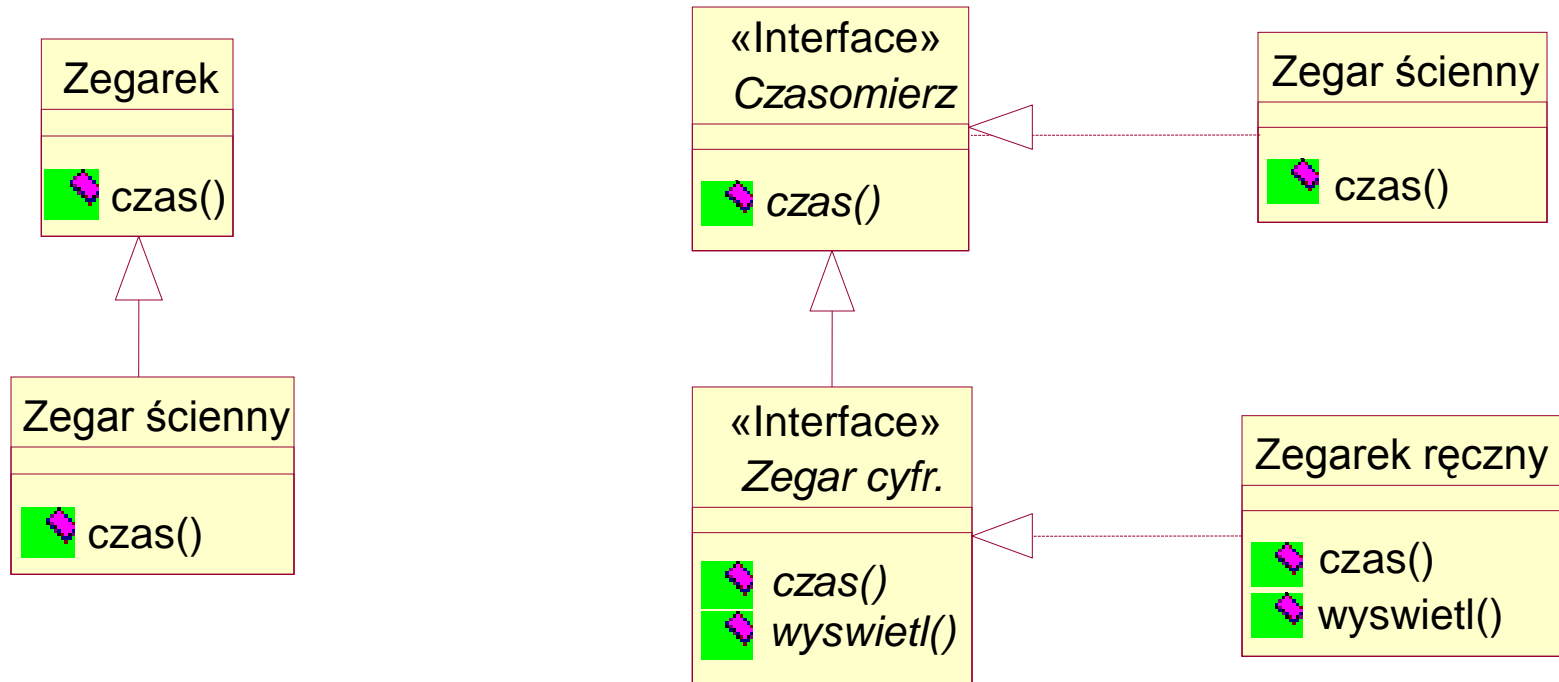 Zegarek
czas()
Zegar ścienny
czas()
«Interface»
Czasomierz
czas()
Zegar ścienny
czas()
«Interface»
Zegar cyfr.
czas()
wyswietl()
Zegarek ręczny
czas()
wyswietl()